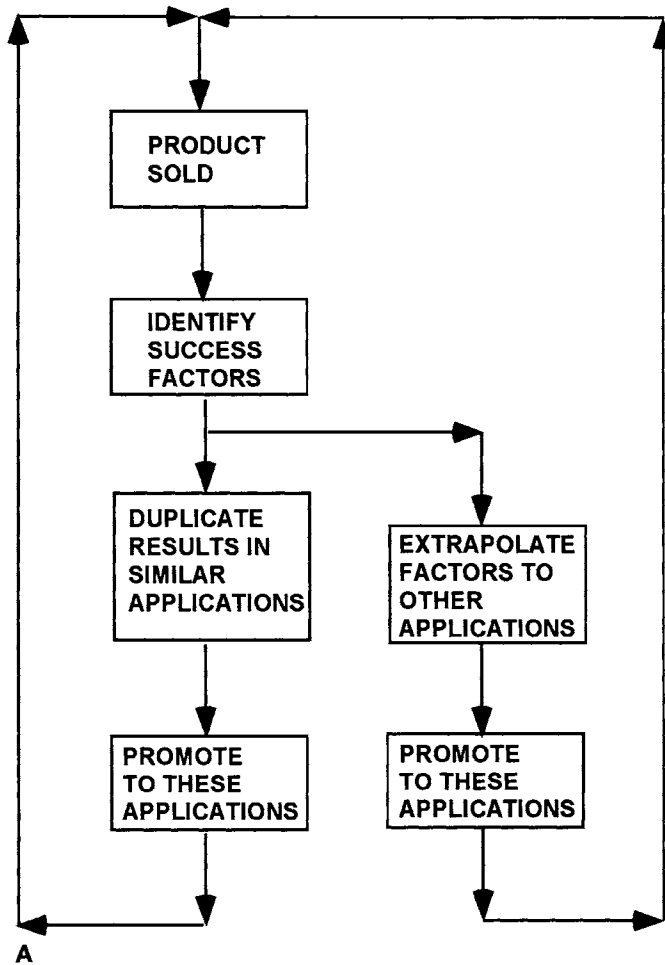 PRODUCT
SOLD
IDENTIFY
SUCCESS
FACTORS
DUPLICATE
RESULTS IN
SIMILAR
APPLICATIONS
EXTRAPOLATE
FACTORS TO
OTHER
APPLICATIONS
PROMOTE
TO THESE
APPLICATIONS
PROMOTE
TO THESE
APPLICATIONS
A